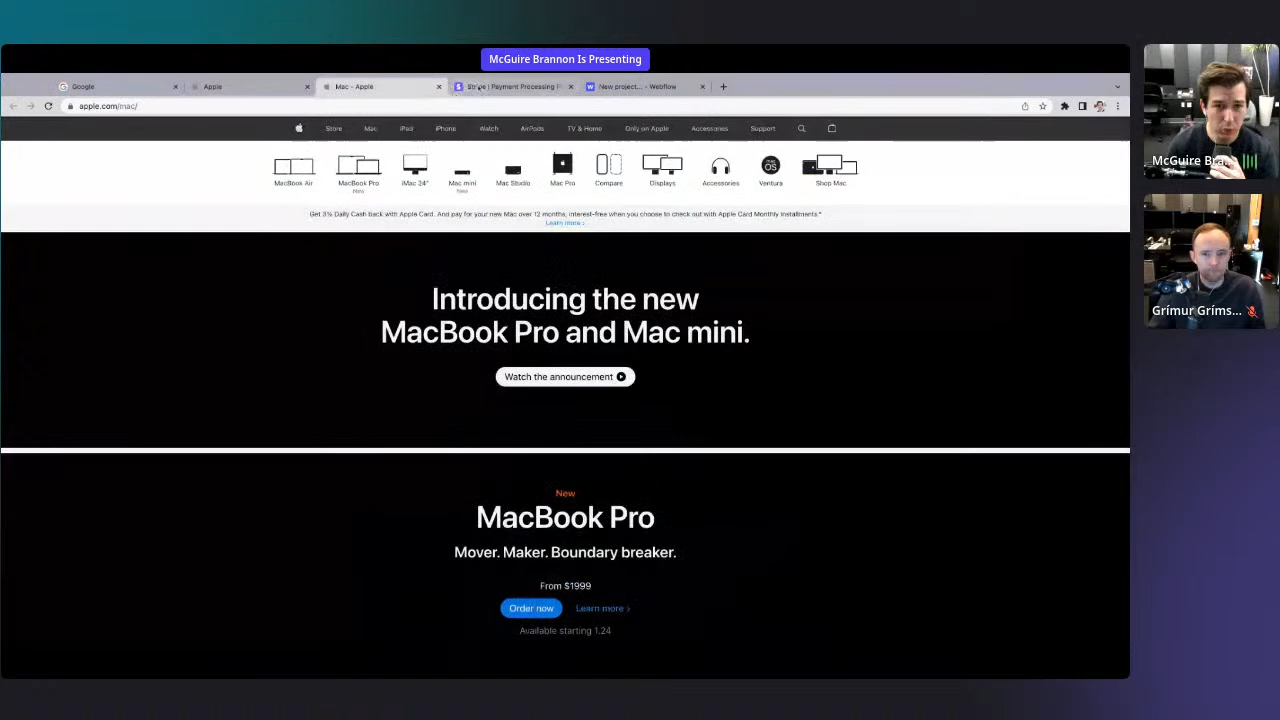 McGuire Brannon Is Presenting
Google
Apple
Mac - Apple
Stripe | Payment Processing P
New project... - Webflow
apple.com/mac/
Store Mac iPad iPhone Watch AirPods TV & Home Only on Apple Accessories Support
MacBook Air MacBook Pro iMac 24" Mac mini Mac Studio Mac Pro Compare Displays Accessories Ventura Shop Mac
New New
Get 3% Daily Cash back with Apple Card. And pay for your new Mac over 12 months, interest-free when you choose to check out with Apple Card Monthly Installments.*
Learn more ›
Introducing the new
MacBook Pro and Mac mini.
Watch the announcement
New
MacBook Pro
Mover. Maker. Boundary breaker.
From $1999
Order now Learn more ›
Available starting 1.24
McGuire Bra...
Grímur Gríms...